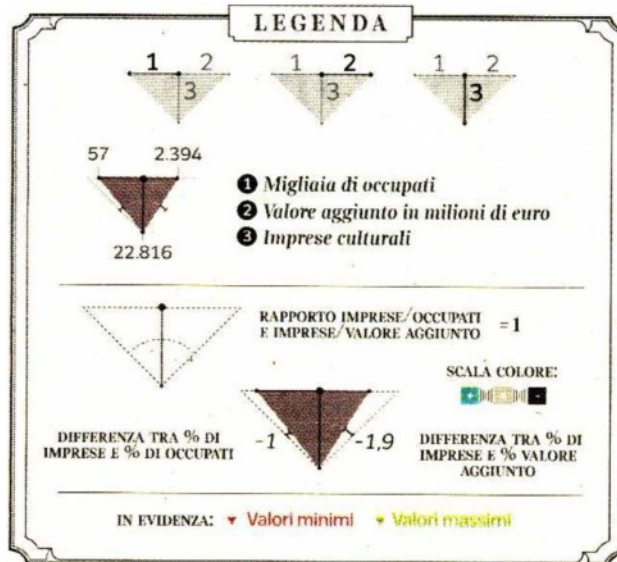 LEGENDA
1 2 1 2 1 2
3 3 3
57 2.394
22.816
1 Migliaia di occupati
2 Valore aggiunto in milioni di euro
3 Imprese culturali
RAPPORTO IMPRESE/OCCUPATI
E IMPRESE/VALORE AGGIUNTO = 1
SCALA COLORE:
+ -
-1 -1,9
DIFFERENZA TRA % DI
IMPRESE E % DI OCCUPATI
DIFFERENZA TRA % DI
IMPRESE E % VALORE
AGGIUNTO
IN EVIDENZA: Valori minimi Valori massimi